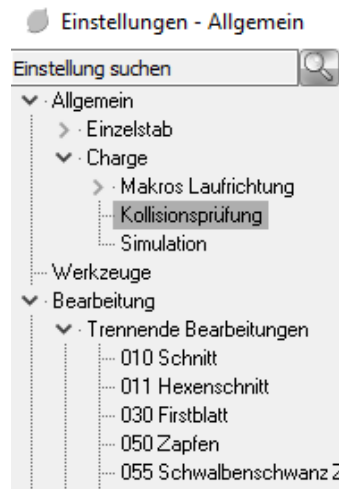 Einstellungen - Allgemein
Einstellung suchen
Allgemein
Einzelstab
Charge
Makros Laufrichtung
Kollisionsprüfung
Simulation
Werkzeuge
Bearbeitung
Trennende Bearbeitungen
010 Schnitt
011 Hexenschnitt
030 Firstblatt
050 Zapfen
055 Schwalbenschwanz Z